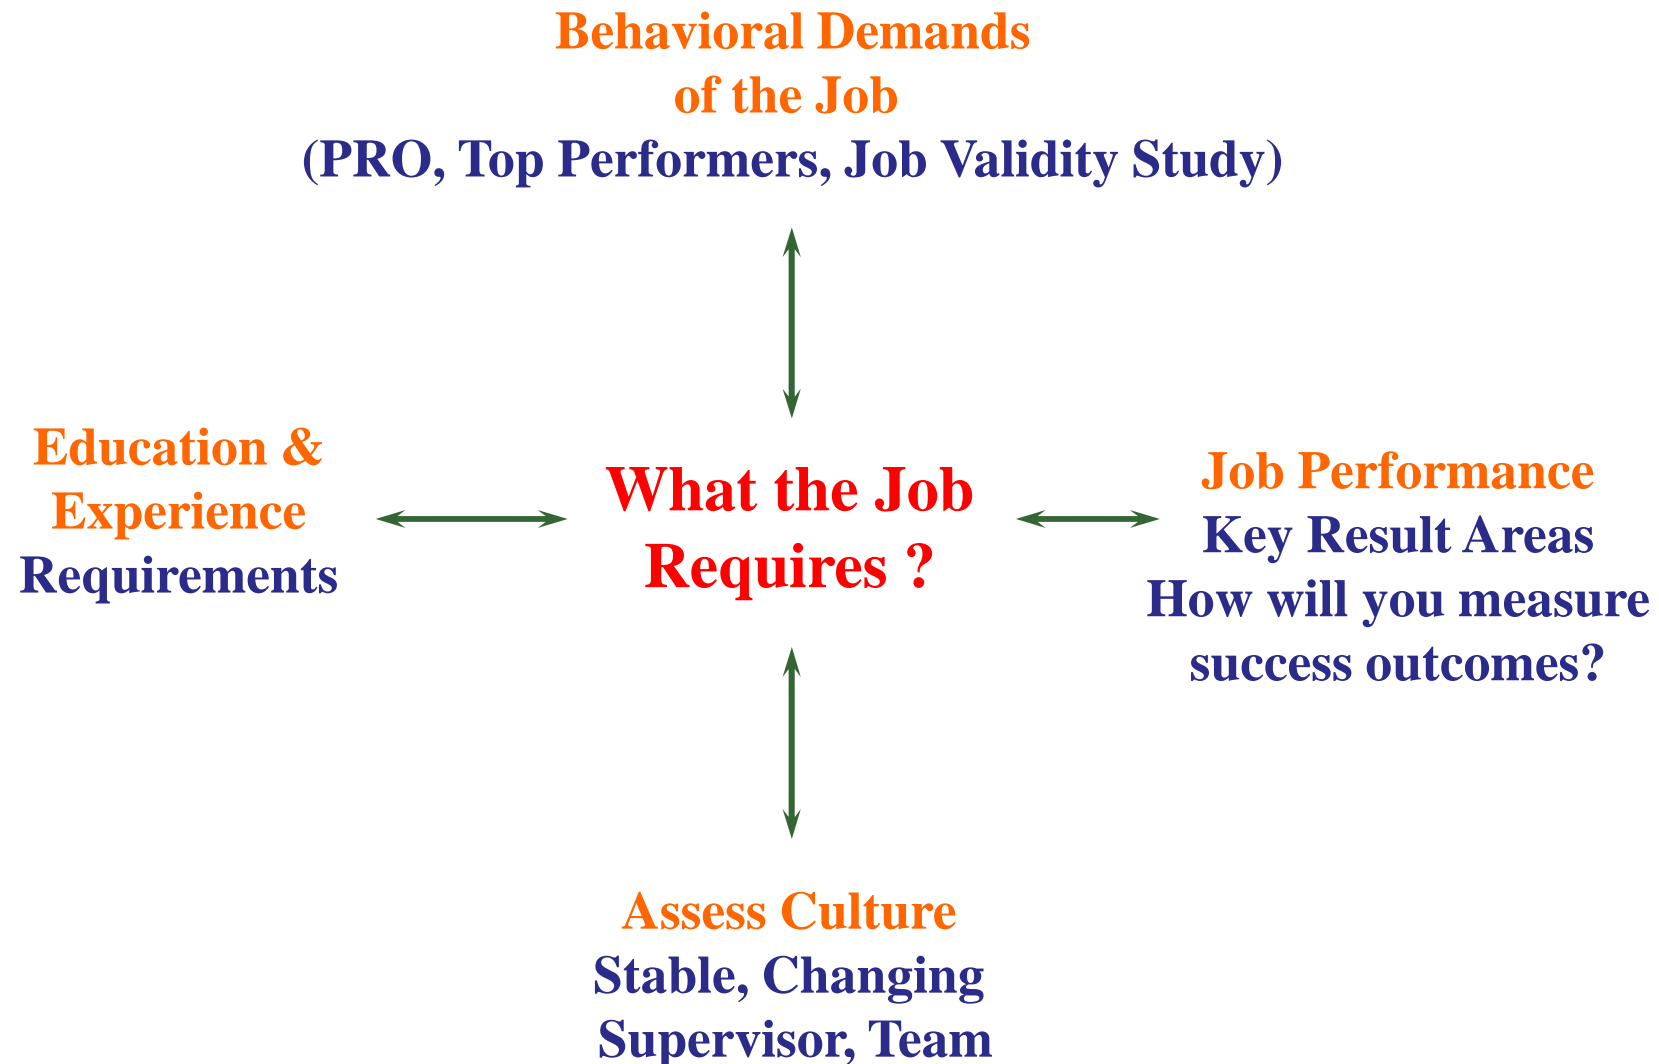 Behavioral Demands
of the Job
(PRO, Top Performers, Job Validity Study)
Education &
Experience
Requirements
What the Job
Requires ?
Job Performance
Key Result Areas
How will you measure
success outcomes?
Assess Culture
Stable, Changing
Supervisor, Team